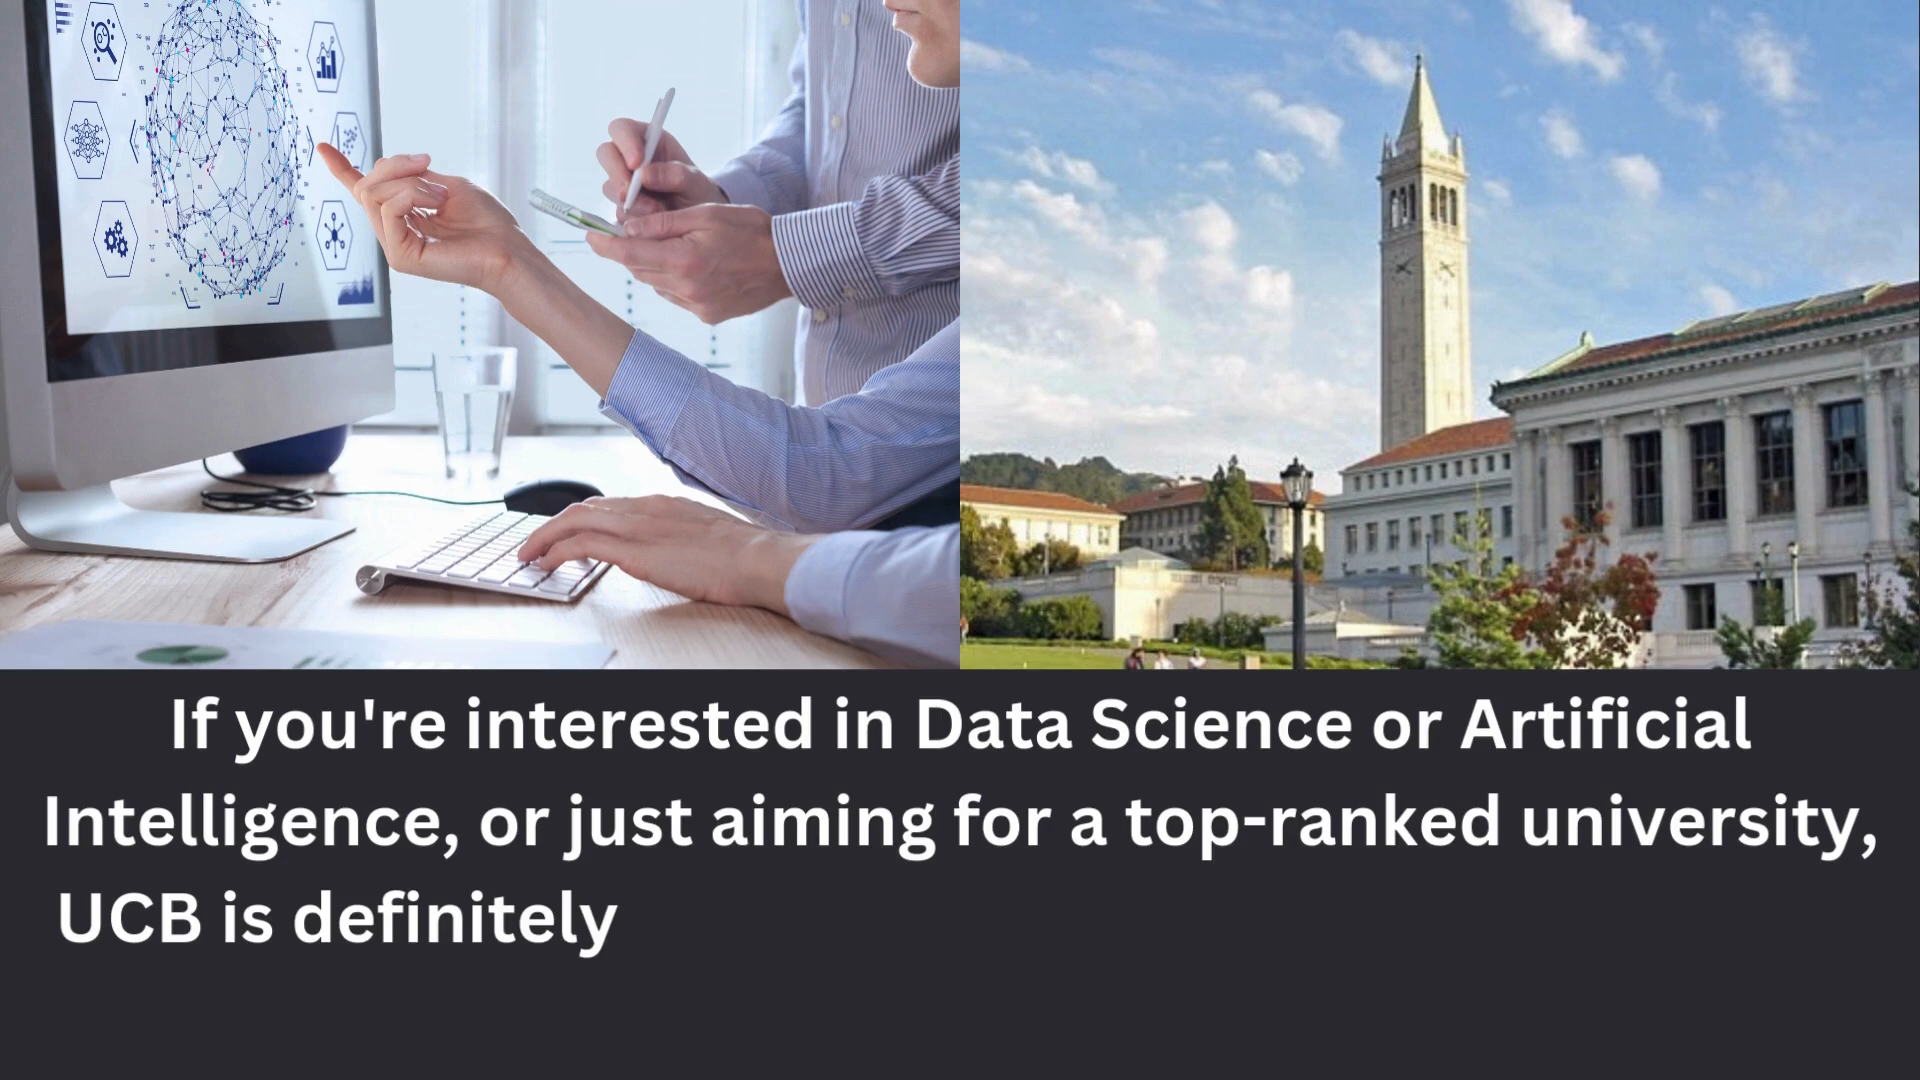 If you're interested in Data Science or Artificial
Intelligence, or just aiming for a top-ranked university,
UCB is definitely